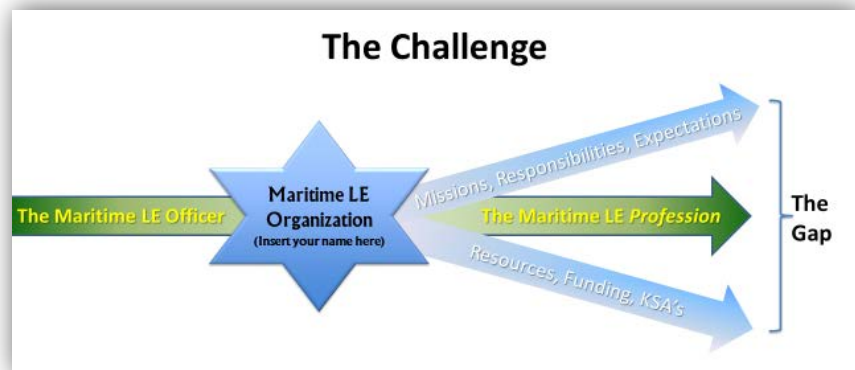 The Challenge
Missions, Responsibilities, Expectations
The Maritime LE Officer
Maritime LE
Organization
(Insert your name here)
The Maritime LE Profession
The
Gap
Resources, Funding, KSA's